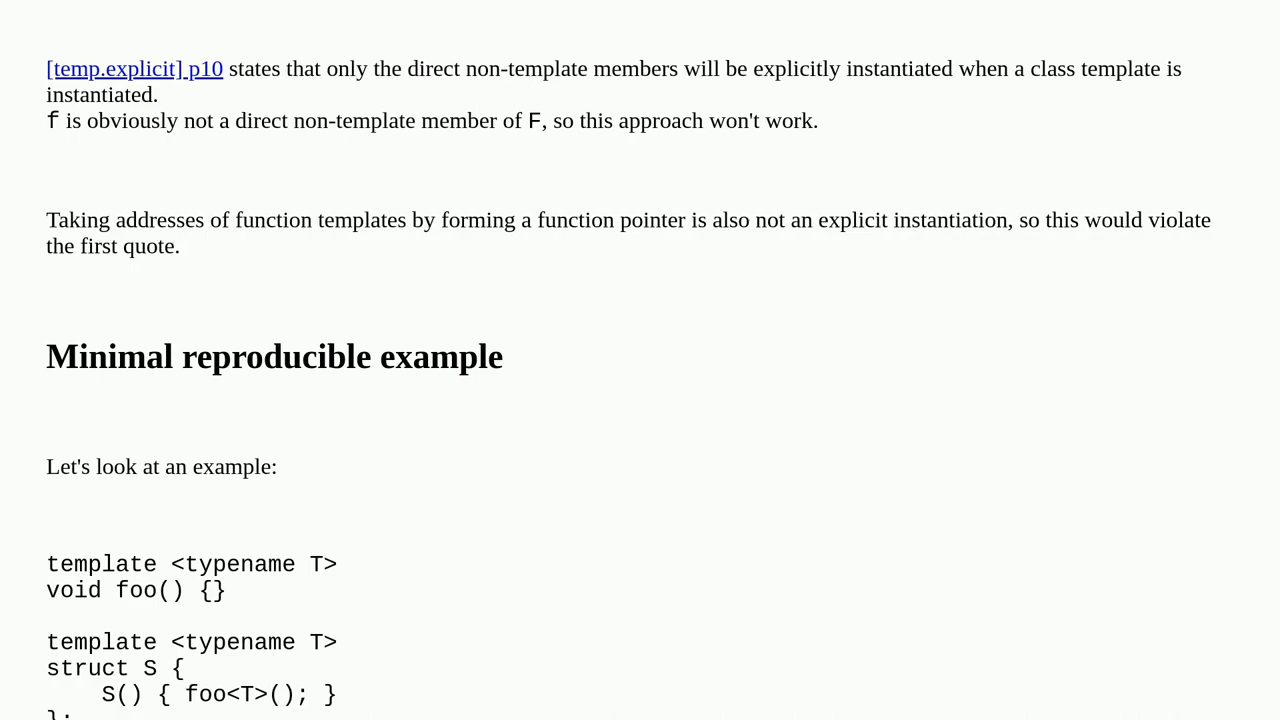 [temp.explicit] p10 states that only the direct non-template members will be explicitly instantiated when a class template is
instantiated.
f is obviously not a direct non-template member of F, so this approach won't work.
Taking addresses of function templates by forming a function pointer is also not an explicit instantiation, so this would violate
the first quote.
Minimal reproducible example
Let's look at an example:
template <typename T>
void foo() {}
template <typename T>
struct S {
    S() { foo<T>(); }
};